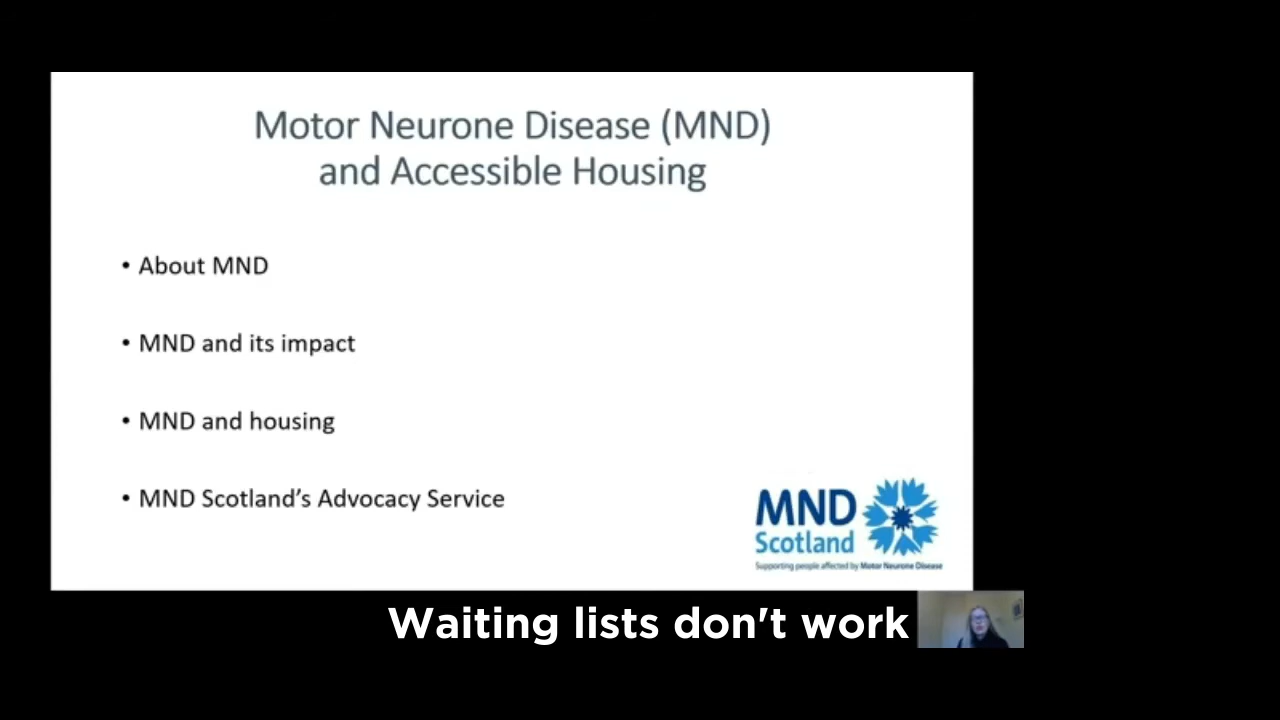 Motor Neurone Disease (MND)
and Accessible Housing
• About MND
• MND and its impact
• MND and housing
• MND Scotland’s Advocacy Service
MND
Scotland
Supporting people affected by Motor Neurone Disease
Waiting lists don't work